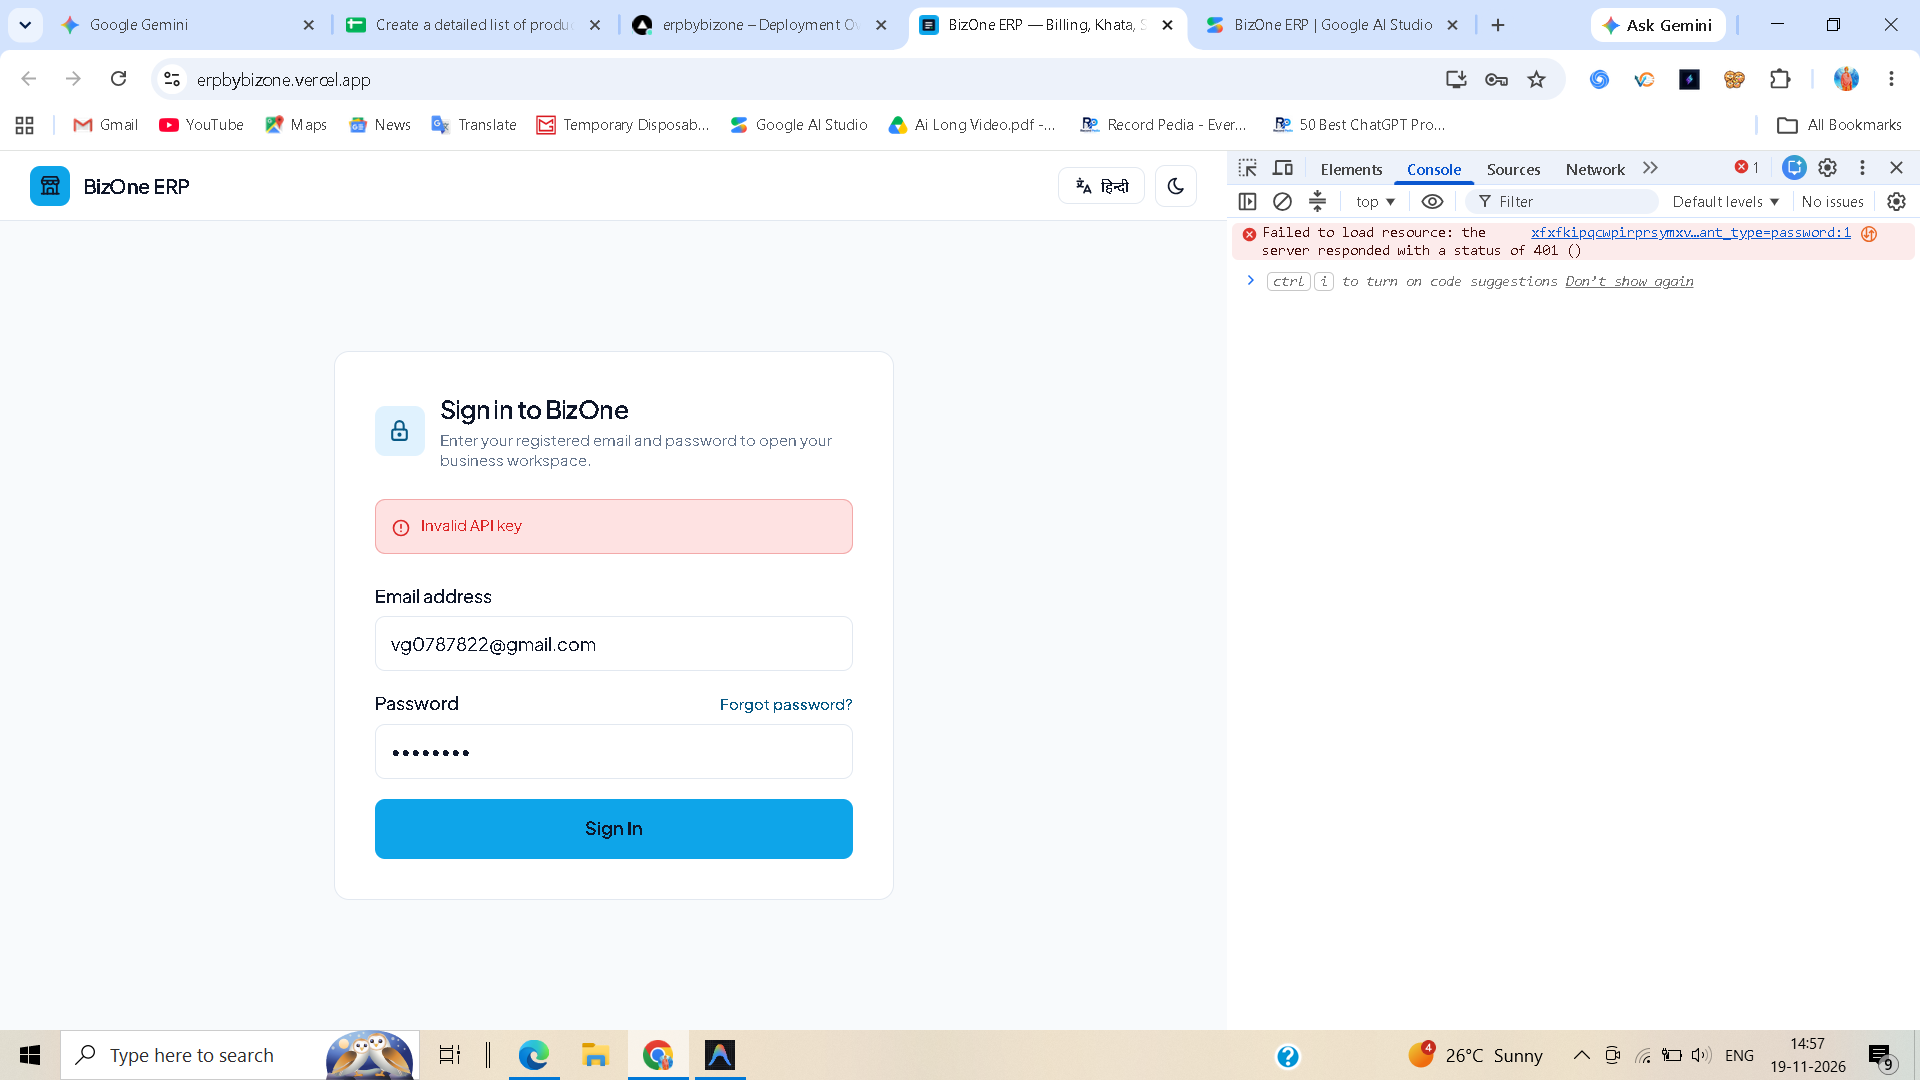 Google Gemini
Create a detailed list of produ
erpbybizone – Deployment Ov
BizOne ERP — Billing, Khata, S
BizOne ERP | Google AI Studio
Ask Gemini
erpbybizone.vercel.app
Gmail
YouTube
Maps
News
Translate
Temporary Disposab...
Google AI Studio
Ai Long Video.pdf -...
Record Pedia - Ever...
50 Best ChatGPT Pro...
All Bookmarks
BizOne ERP
हिन्दी
Elements
Console
Sources
Network
1
top
Filter
Default levels
No issues
Failed to load resource: the
server responded with a status of 401 ()
xfxfkipqcwpirprsymxv…ant_type=password:1
ctrl i to turn on code suggestions Don't show again
Sign in to BizOne
Enter your registered email and password to open your
business workspace.
Invalid API key
Email address
vg0787822@gmail.com
Password
Forgot password?
Sign In
Type here to search
4
26°C Sunny
ENG
14:57
19-11-2026
9